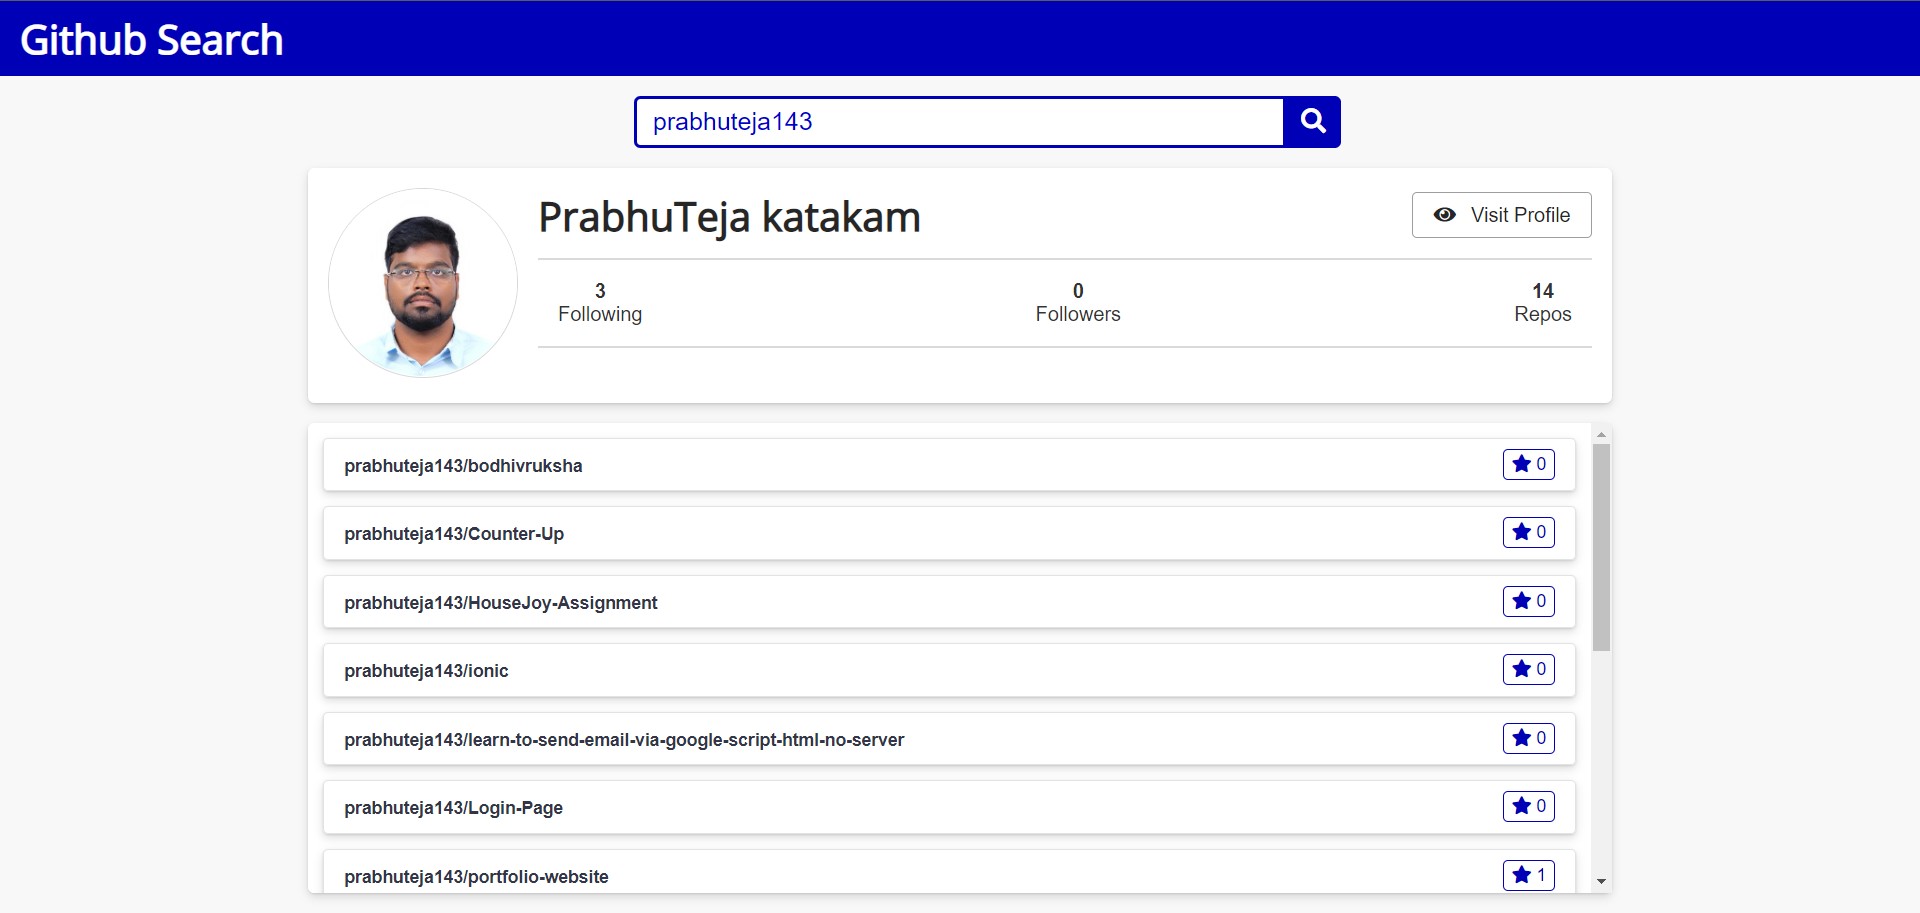 Github Search
prabhuteja143
PrabhuTeja katakam
Visit Profile
3
Following
0
Followers
14
Repos
prabhuteja143/bodhivruksha
0
prabhuteja143/Counter-Up
0
prabhuteja143/HouseJoy-Assignment
0
prabhuteja143/ionic
0
prabhuteja143/learn-to-send-email-via-google-script-html-no-server
0
prabhuteja143/Login-Page
0
prabhuteja143/portfolio-website
1